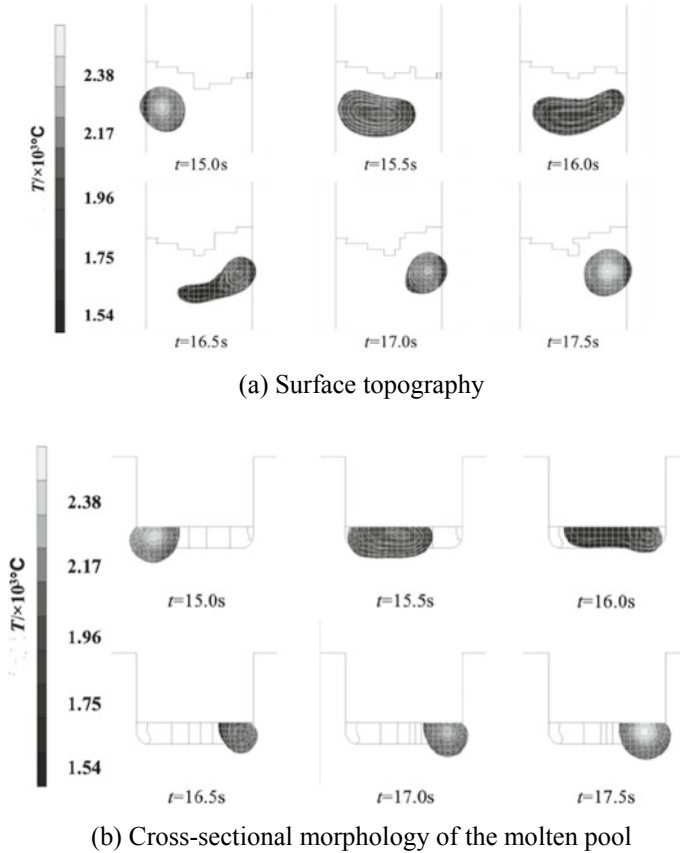 2.38
2.17
1.96
1.75
1.54
T/×10³℃
t=15.0s t=15.5s t=16.0s
t=16.5s t=17.0s t=17.5s
(a) Surface topography
2.38
2.17
1.96
1.75
1.54
T/×10³℃
t=15.0s t=15.5s t=16.0s
t=16.5s t=17.0s t=17.5s
(b) Cross-sectional morphology of the molten pool